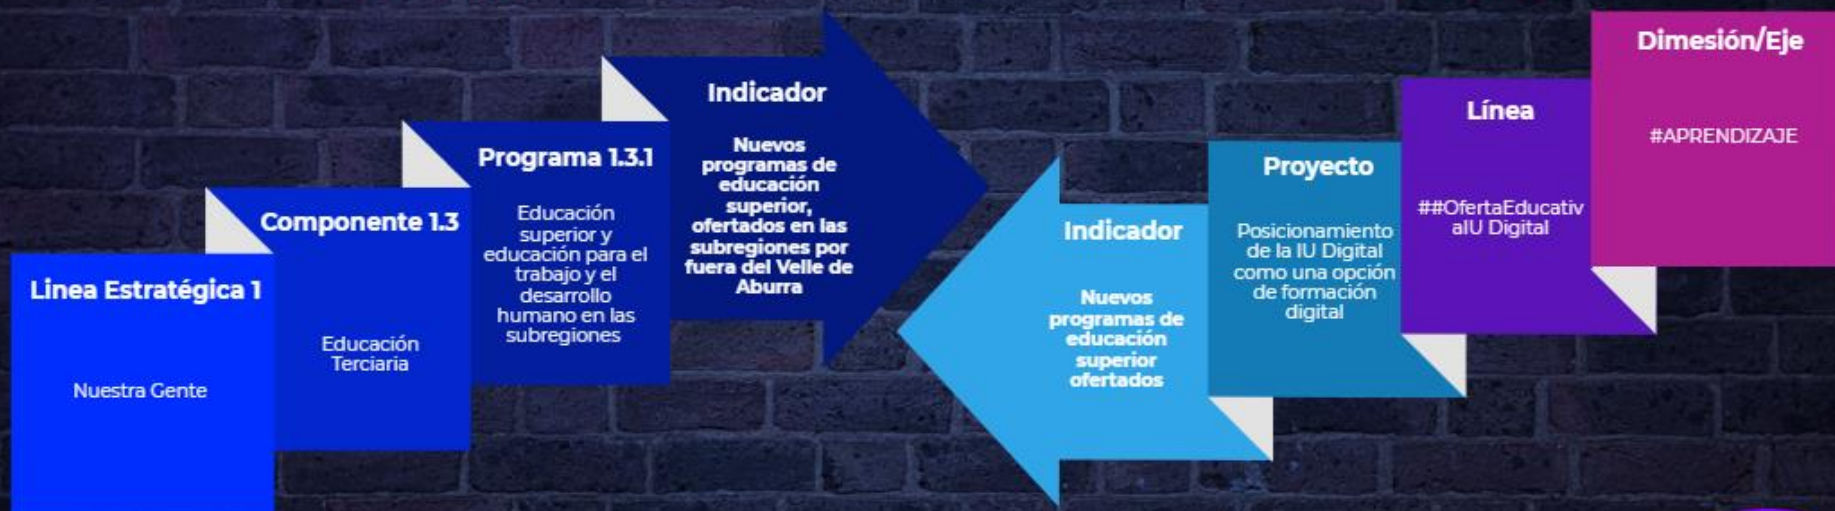 Linea Estratégica 1
Nuestra Gente
Componente 1.3
Educación
Terciaria
Programa 1.3.1
Educación
superior y
educación para el
trabajo y el
desarrollo
humano en las
subregiones
Indicador
Nuevos
programas de
educación
superior,
ofertados en las
subregiones por
fuera del Velle de
Aburra
Indicador
Nuevos
programas de
educación
superior
ofertados
Proyecto
Posicionamiento
de la IU Digital
como una opción
de formación
digital
Línea
##OfertaEducativ
aIU Digital
Dimesión/Eje
#APRENDIZAJE